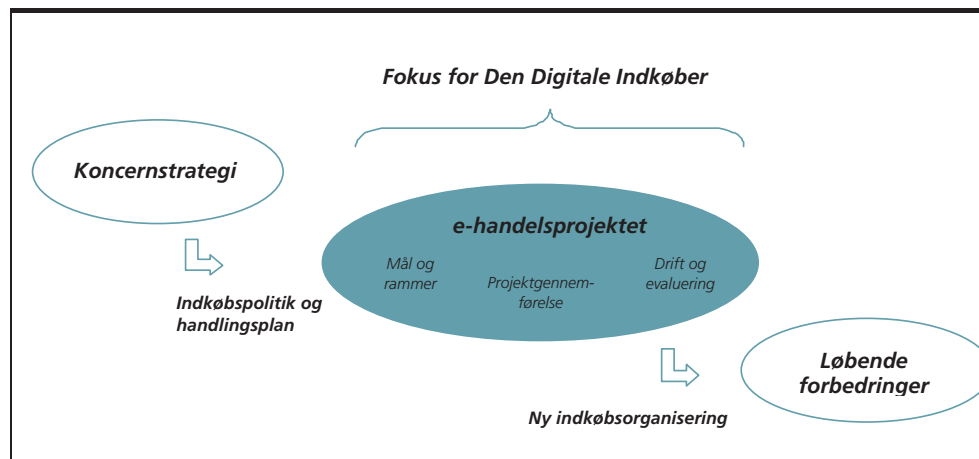 Fokus for Den Digitale Indkøber
Koncernstrategi
e-handelsprojektet
Mål og
rammer
Projektgennem-
førelse
Drift og
evaluering
Indkøbspolitik og
handlingsplan
Løbende
forbedringer
Ny indkøbsorganisering